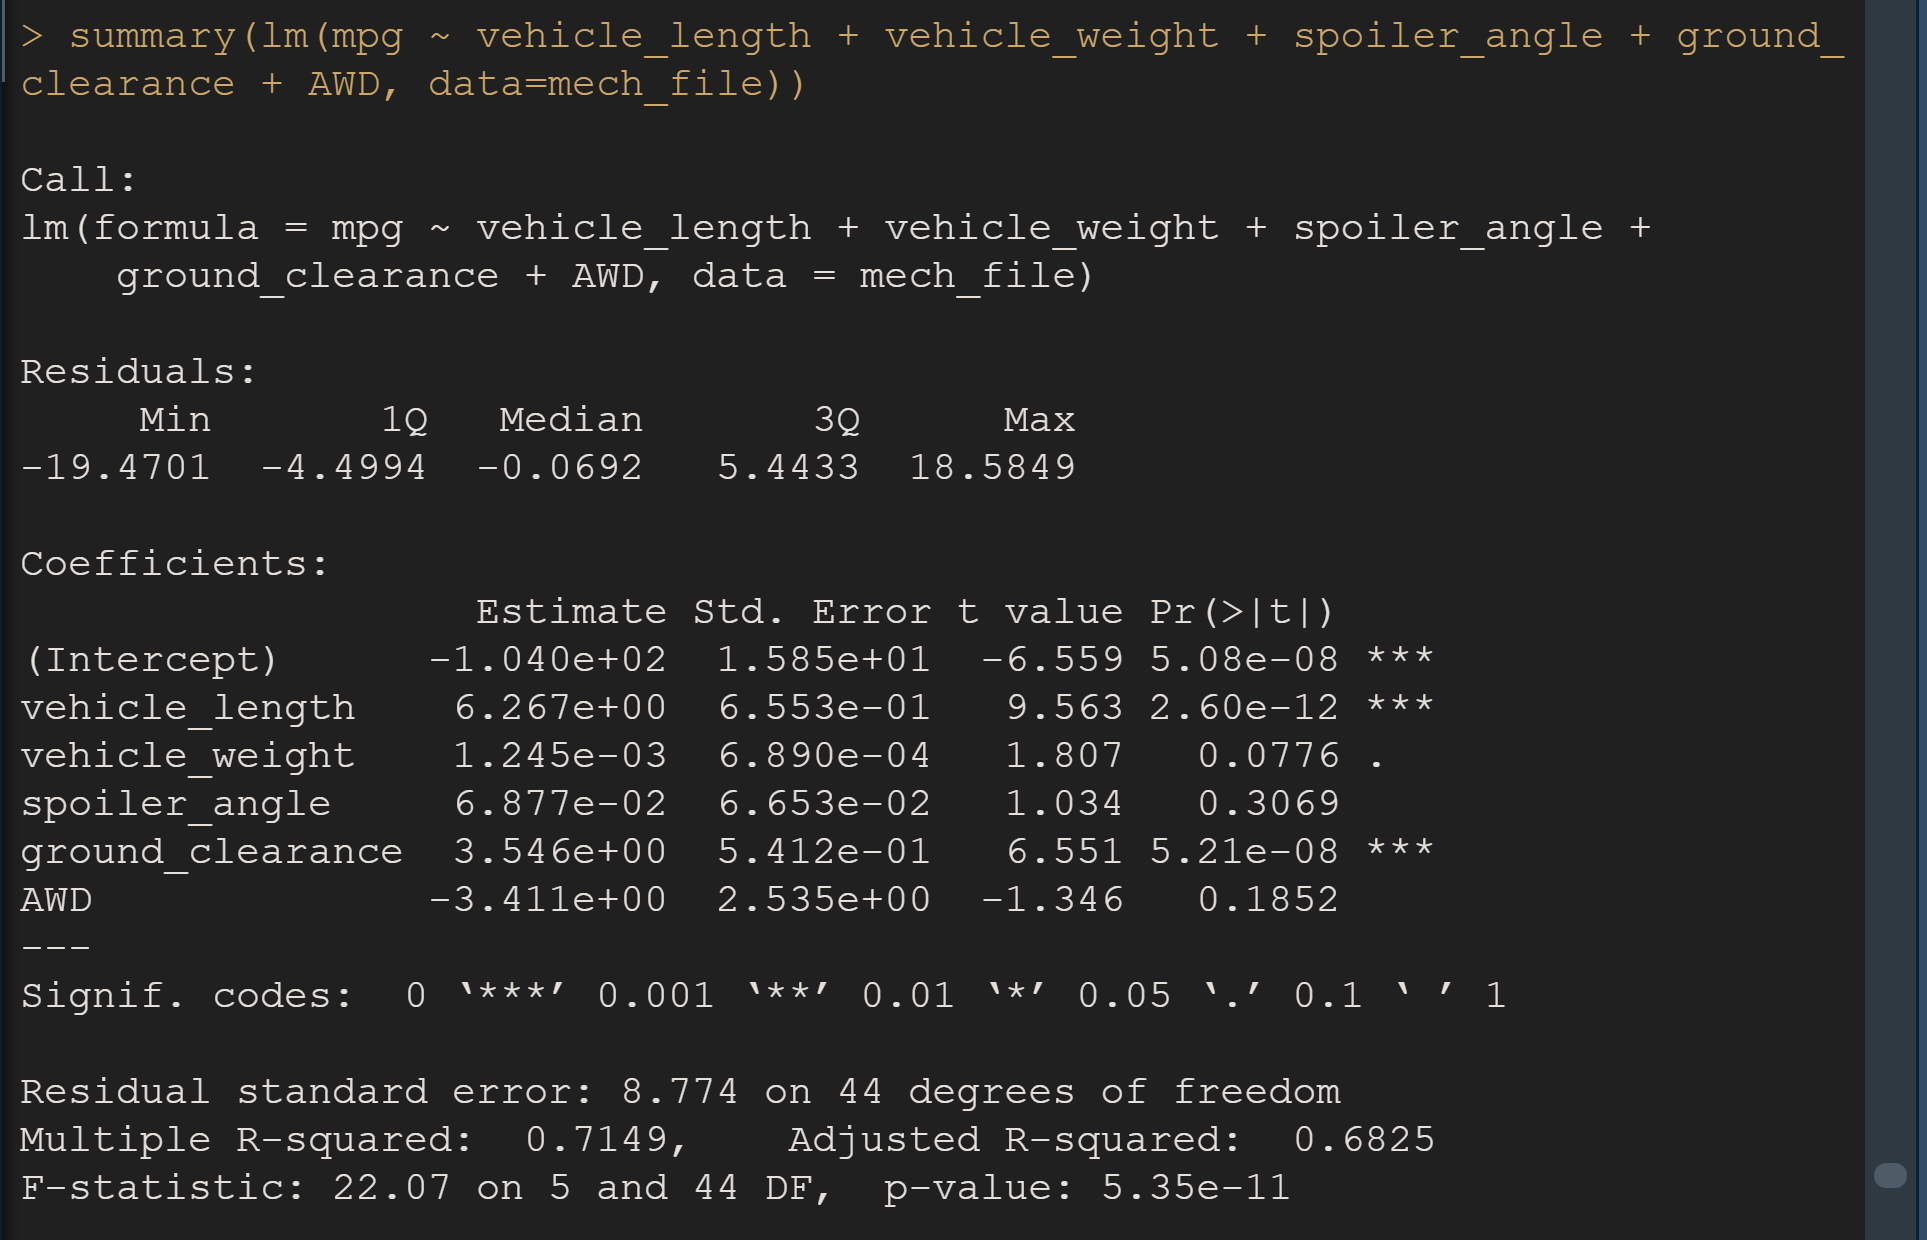 > summary(lm(mpg ~ vehicle_length + vehicle_weight + spoiler_angle + ground_
clearance + AWD, data=mech_file))
Call:
lm(formula = mpg ~ vehicle_length + vehicle_weight + spoiler_angle +
    ground_clearance + AWD, data = mech_file)
Residuals:
     Min       1Q   Median       3Q      Max
-19.4701  -4.4994  -0.0692   5.4433  18.5849
Coefficients:
                   Estimate Std. Error t value Pr(>|t|)
(Intercept)      -1.040e+02  1.585e+01  -6.559 5.08e-08 ***
vehicle_length    6.267e+00  6.553e-01   9.563 2.60e-12 ***
vehicle_weight    1.245e-03  6.890e-04   1.807   0.0776 .
spoiler_angle     6.877e-02  6.653e-02   1.034   0.3069
ground_clearance  3.546e+00  5.412e-01   6.551 5.21e-08 ***
AWD              -3.411e+00  2.535e+00  -1.346   0.1852
---
Signif. codes:  0 ‘***’ 0.001 ‘**’ 0.01 ‘*’ 0.05 ‘.’ 0.1 ‘ ’ 1
Residual standard error: 8.774 on 44 degrees of freedom
Multiple R-squared:  0.7149,    Adjusted R-squared:  0.6825
F-statistic: 22.07 on 5 and 44 DF,  p-value: 5.35e-11